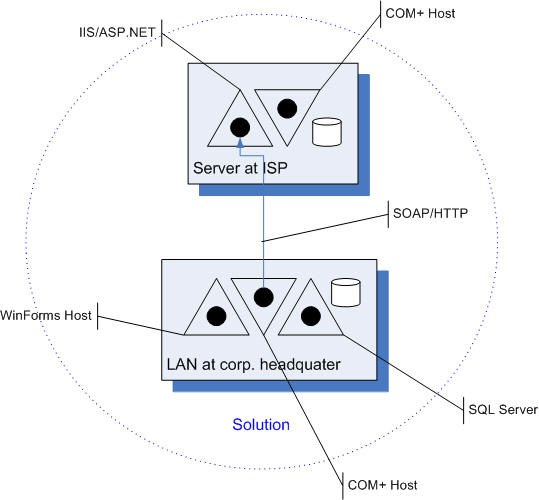 COM+ Host
IIS/ASP.NET
Server at ISP
SOAP/HTTP
WinForms Host
LAN at corp. headquater
SQL Server
Solution
COM+ Host